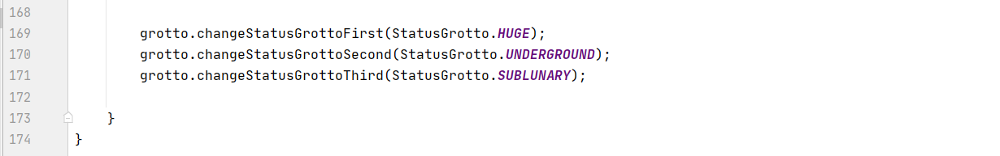 168
169 grotto.changeStatusGrottoFirst(StatusGrotto.HUGE);
170 grotto.changeStatusGrottoSecond(StatusGrotto.UNDERGROUND);
171 grotto.changeStatusGrottoThird(StatusGrotto.SUBLUNARY);
172
173 }
174 }